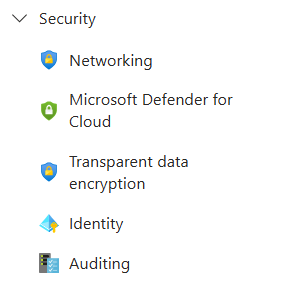 Security
Networking
Microsoft Defender for
Cloud
Transparent data
encryption
Identity
Auditing